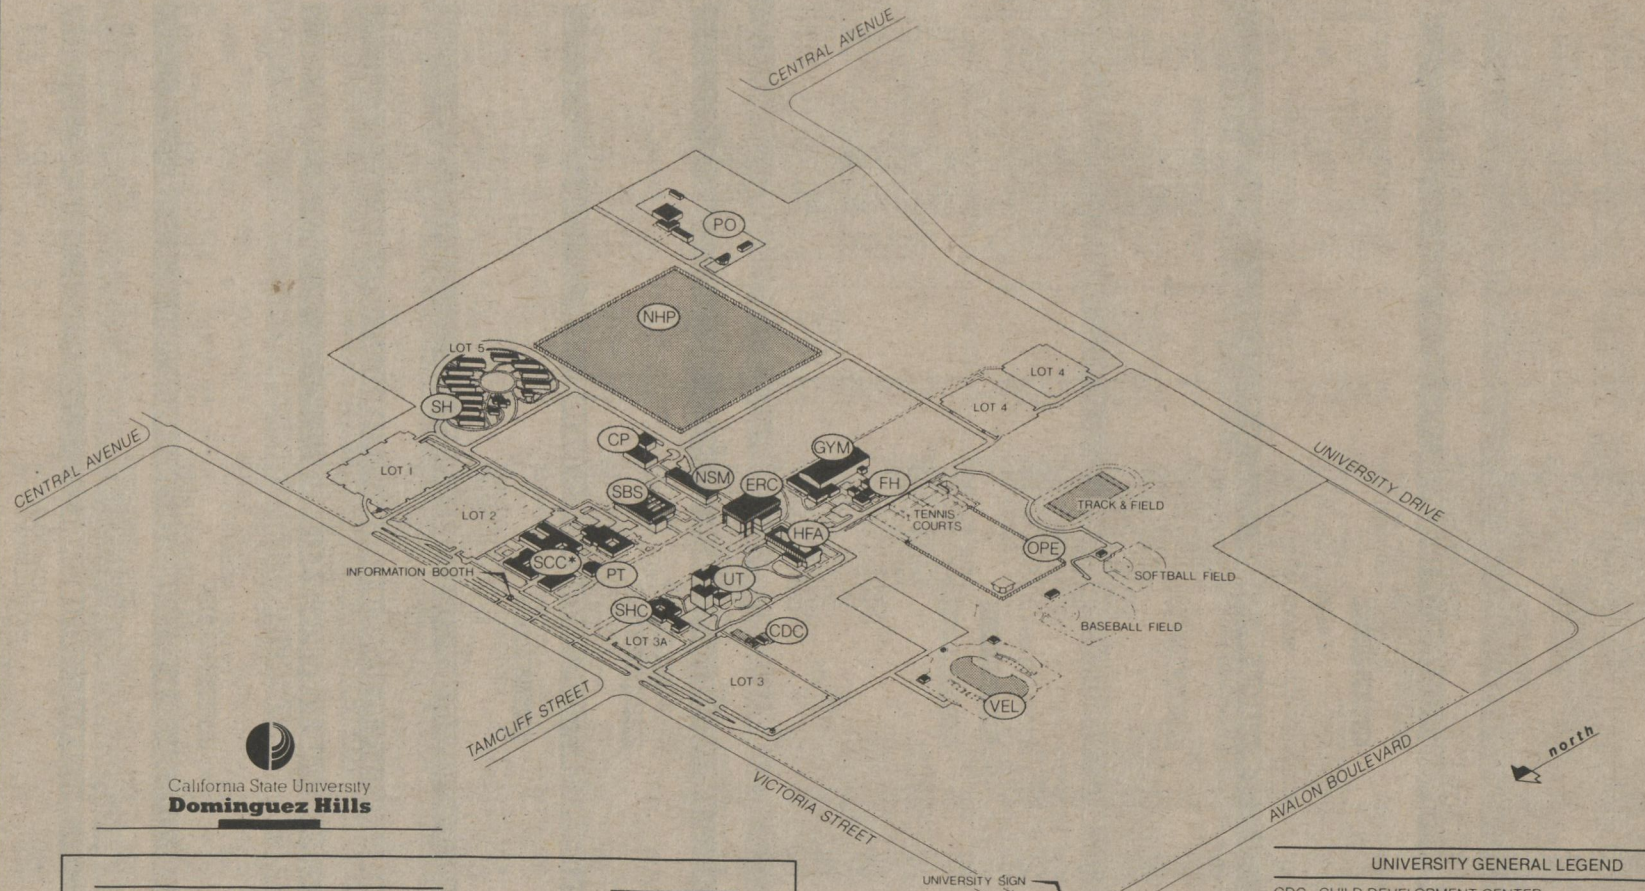 CENTRAL AVENUE
PO
NHP
LOT 5
LOT 4
SH
LOT 4
CENTRAL AVENUE
CP
GYM
UNIVERSITY DRIVE
LOT 1
NSM
ERC
FH
SBS
TRACK & FIELD
LOT 2
TENNIS
COURTS
HFA
OPE
SCC*
INFORMATION BOOTH
PT
UT
SOFTBALL FIELD
SHC
CDC
BASEBALL FIELD
LOT 3A
LOT 3
VEL
TAMCLIFF STREET
north
California State University
Dominguez Hills
VICTORIA STREET
AVALON BOULEVARD
UNIVERSITY GENERAL LEGEND
UNIVERSITY SIGN